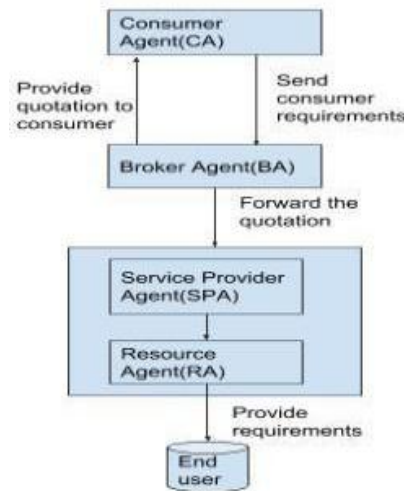 Consumer
Agent(CA)
Provide
quotation to
consumer
Send
consumer
requirements
Broker Agent(BA)
Forward the
quotation
Service Provider
Agent(SPA)
Resource
Agent(RA)
Provide
requirements
End
user